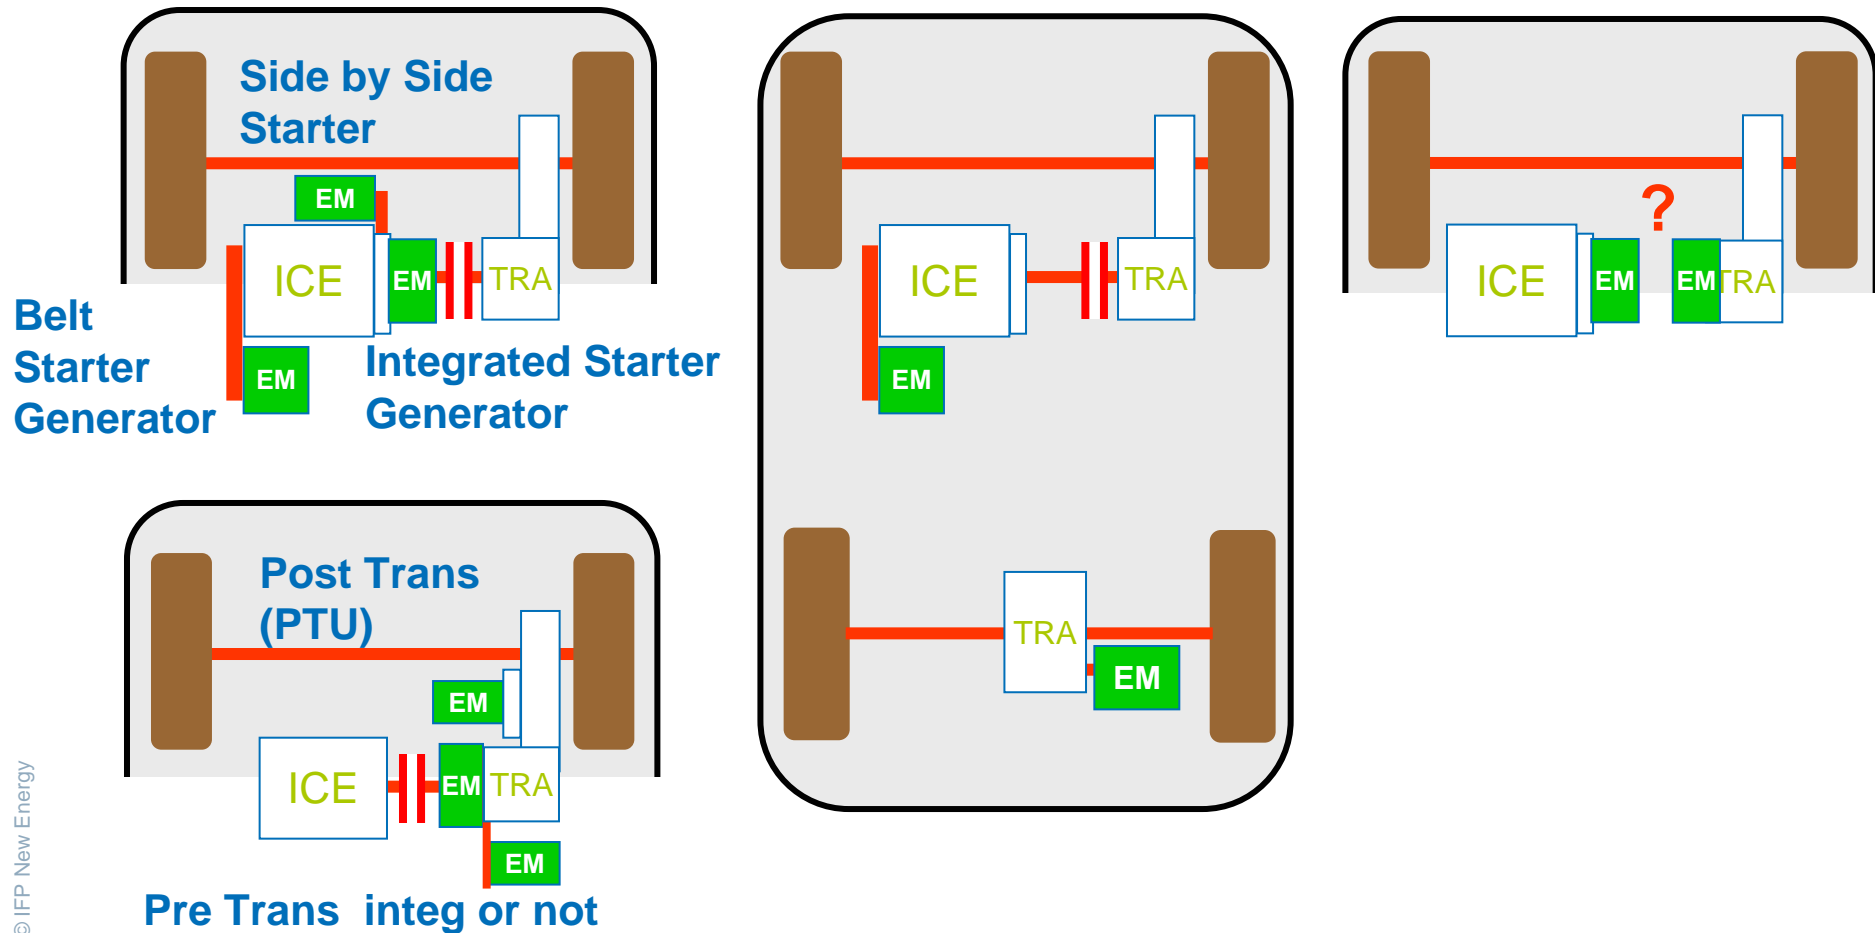 Side by Side
Starter
EM
ICE
EM
TRA
Belt
Starter
Generator
EM
Integrated Starter
Generator
ICE
TRA
EM
TRA
EM
?
ICE
EM
EM
TRA
Post Trans
(PTU)
EM
ICE
EM
TRA
EM
Pre Trans integ or not
© IFP New Energy